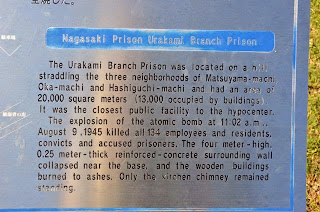 Nagasaki Prison Urakami Branch Prison
The Urakami Branch Prison was located on a hill
straddling the three neighborhoods of Matsuyama-machi,
Oka-machi and Hashiguchi-machi and had an area of
20,000 square meters (13,000 occupied by buildings).
It was the closest public facility to the hypocenter.
The explosion of the atomic bomb at 11:02 a.m.,
August 9, 1945 killed all 134 employees and residents,
convicts and accused prisoners. The four meter-high,
0.25 meter-thick reinforced-concrete surrounding wall
collapsed near the base, and the wooden buildings
burned to ashes. Only the kitchen chimney remained
standing.